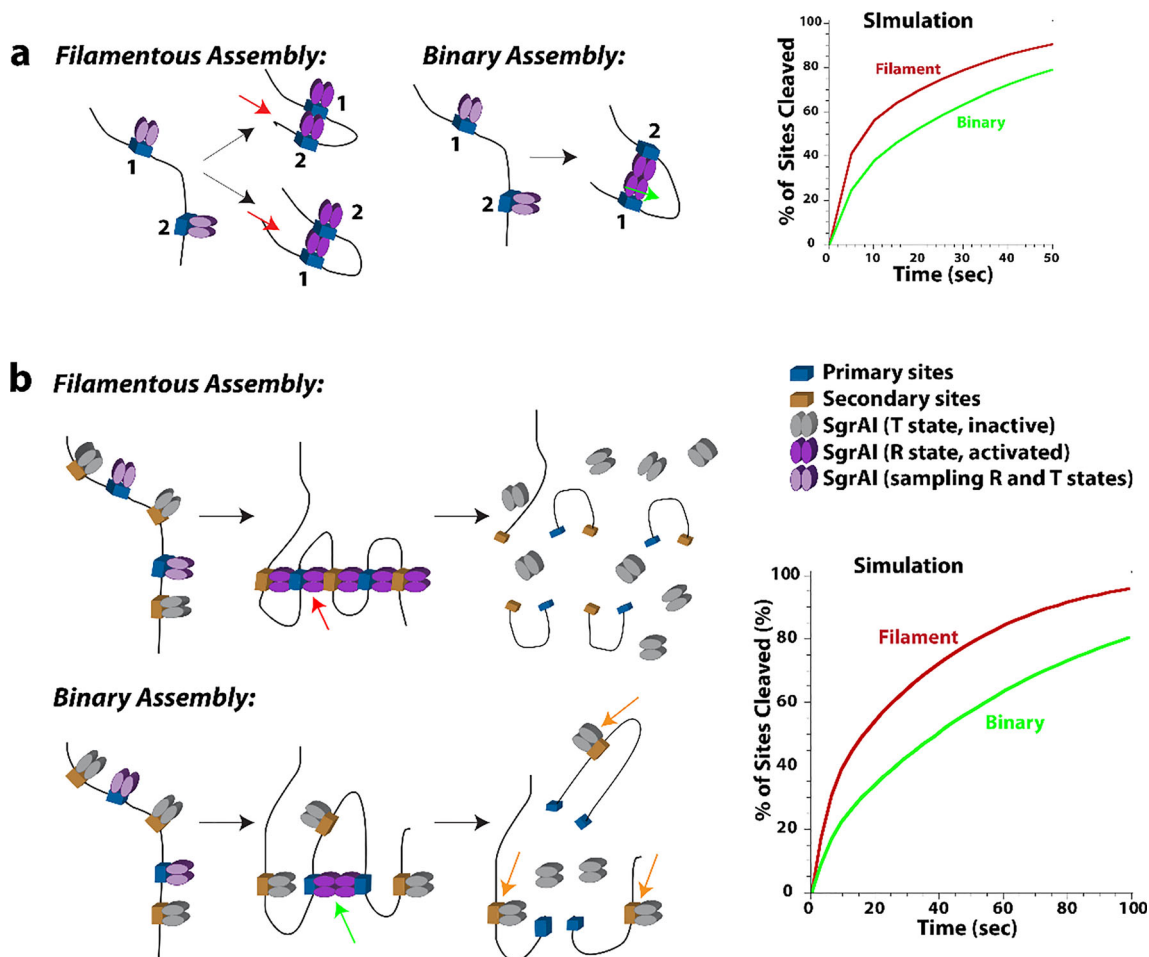 a
Filamentous Assembly:
1
2
1
2
2
1
Binary Assembly:
1
2
2
1
SImulation
% of Sites Cleaved
100
80
60
40
20
0
Filament
Binary
0
10
20
30
40
50
Time (sec)
b
Filamentous Assembly:
Primary sites
Secondary sites
SgrAI (T state, inactive)
SgrAI (R state, activated)
SgrAI (sampling R and T states)
Binary Assembly:
Simulation
% of Sites Cleaved (%)
100
80
60
40
20
0
Filament
Binary
0
20
40
60
80
100
Time (sec)